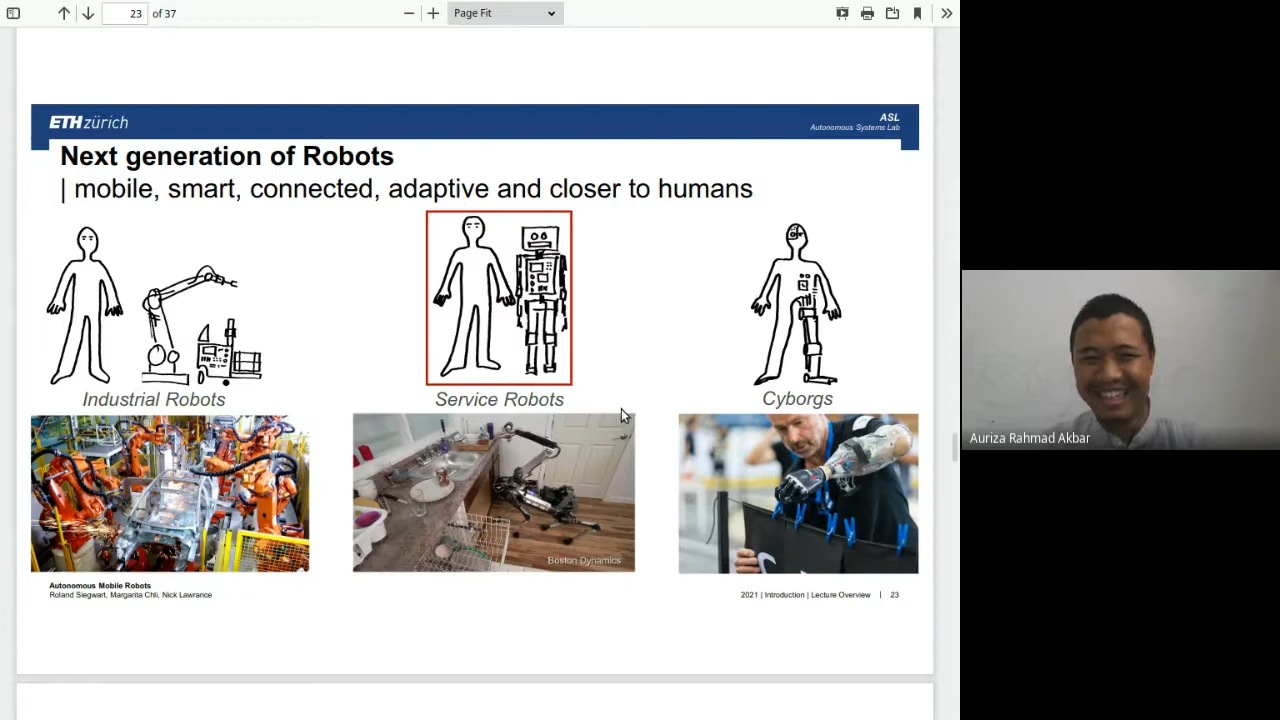 23 of 37
Page Fit
ETH zürich
ASL
Autonomous Systems Lab
Next generation of Robots
| mobile, smart, connected, adaptive and closer to humans
Industrial Robots
Service Robots
Cyborgs
Boston Dynamics
Autonomous Mobile Robots
Roland Siegwart, Margarita Chli, Nick Lawrance
2021 | Introduction | Lecture Overview | 23
Auriza Rahmad Akbar